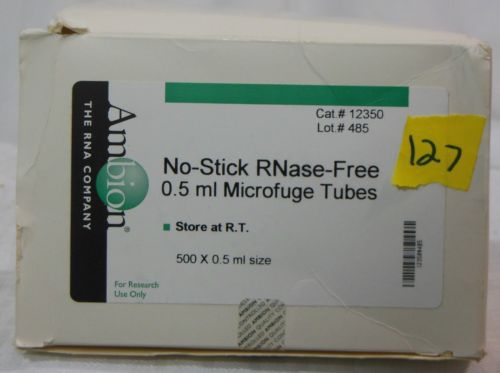 Ambion®
THE RNA COMPANY
Cat.# 12350
Lot.# 485
127
No-Stick RNase-Free
0.5 ml Microfuge Tubes
Store at R.T.
500 X 0.5 ml size
For Research
Use Only